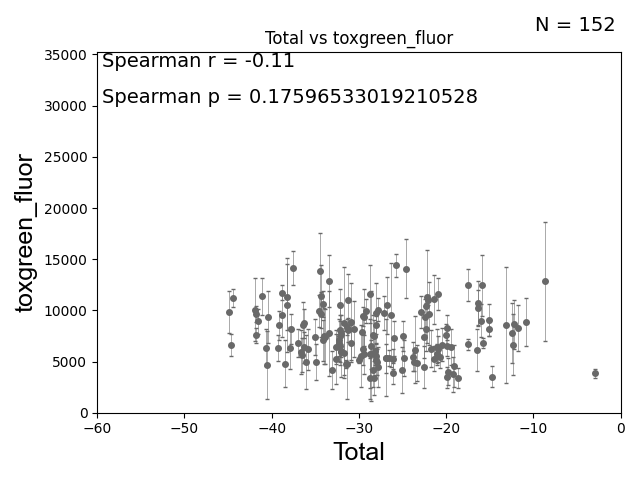 N = 152
Total vs toxgreen_fluor
Spearman r = -0.11
Spearman p = 0.17596533019210528
35000
30000
25000
20000
15000
10000
5000
0
toxgreen_fluor
−60
−50
−40
−30
−20
−10
0
Total